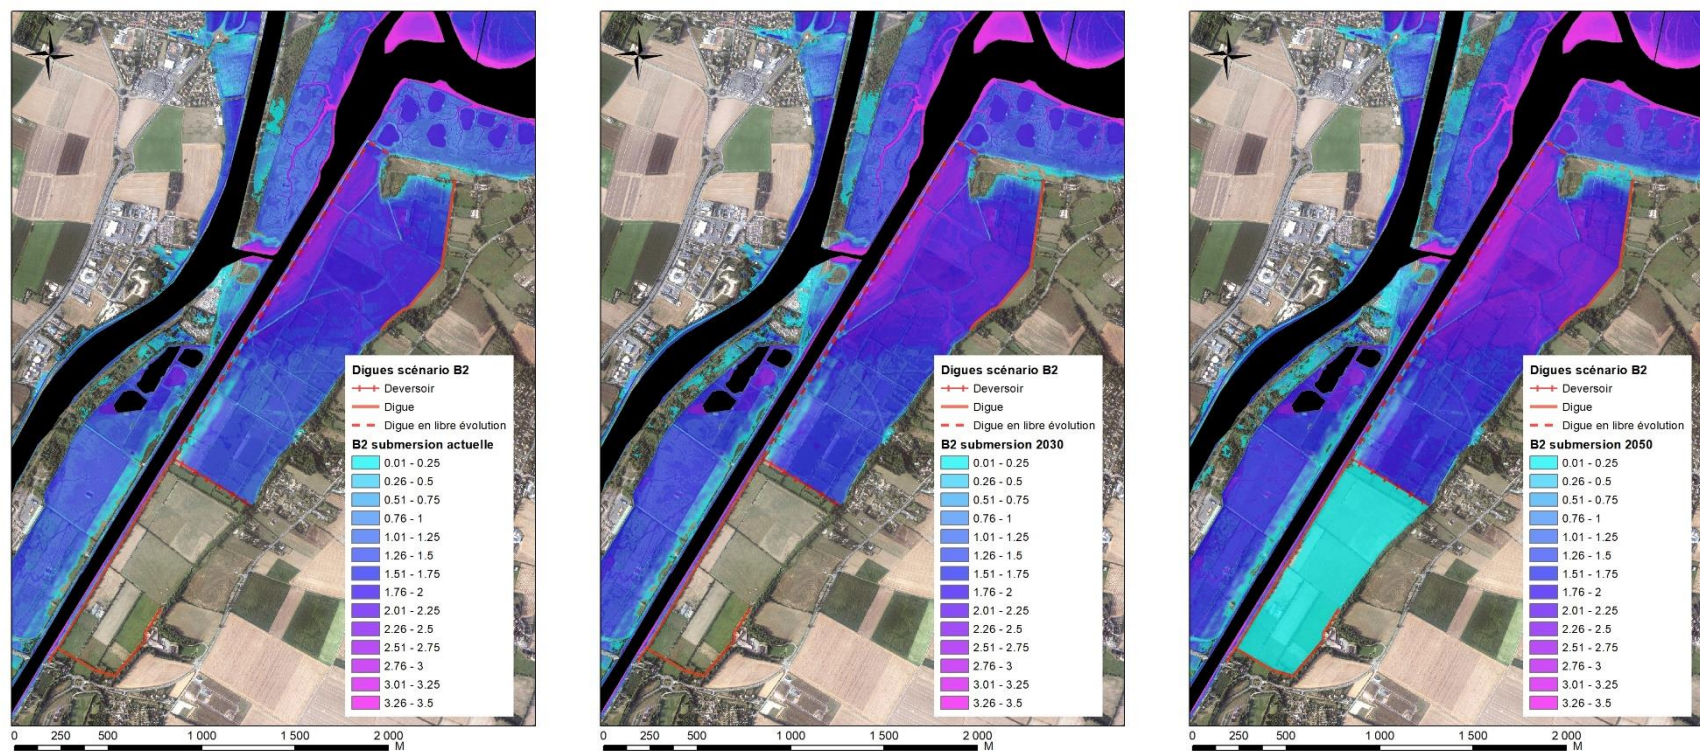 Digues scénario B2
Deversoir
Digue
Digue en libre évolution
B2 submersion actuelle
0.01 - 0.25
0.26 - 0.5
0.51 - 0.75
0.76 - 1
1.01 - 1.25
1.26 - 1.5
1.51 - 1.75
1.76 - 2
2.01 - 2.25
2.26 - 2.5
2.51 - 2.75
2.76 - 3
3.01 - 3.25
3.26 - 3.5
0 250 500 1 000 1 500 2 000
M
Digues scénario B2
Deversoir
Digue
Digue en libre évolution
B2 submersion 2030
0.01 - 0.25
0.26 - 0.5
0.51 - 0.75
0.76 - 1
1.01 - 1.25
1.26 - 1.5
1.51 - 1.75
1.76 - 2
2.01 - 2.25
2.26 - 2.5
2.51 - 2.75
2.76 - 3
3.01 - 3.25
3.26 - 3.5
0 250 500 1 000 1 500 2 000
M
Digues scénario B2
Deversoir
Digue
Digue en libre évolution
B2 submersion 2050
0.01 - 0.25
0.26 - 0.5
0.51 - 0.75
0.76 - 1
1.01 - 1.25
1.26 - 1.5
1.51 - 1.75
1.76 - 2
2.01 - 2.25
2.26 - 2.5
2.51 - 2.75
2.76 - 3
3.01 - 3.25
3.26 - 3.5
0 250 500 1 000 1 500 2 000
M